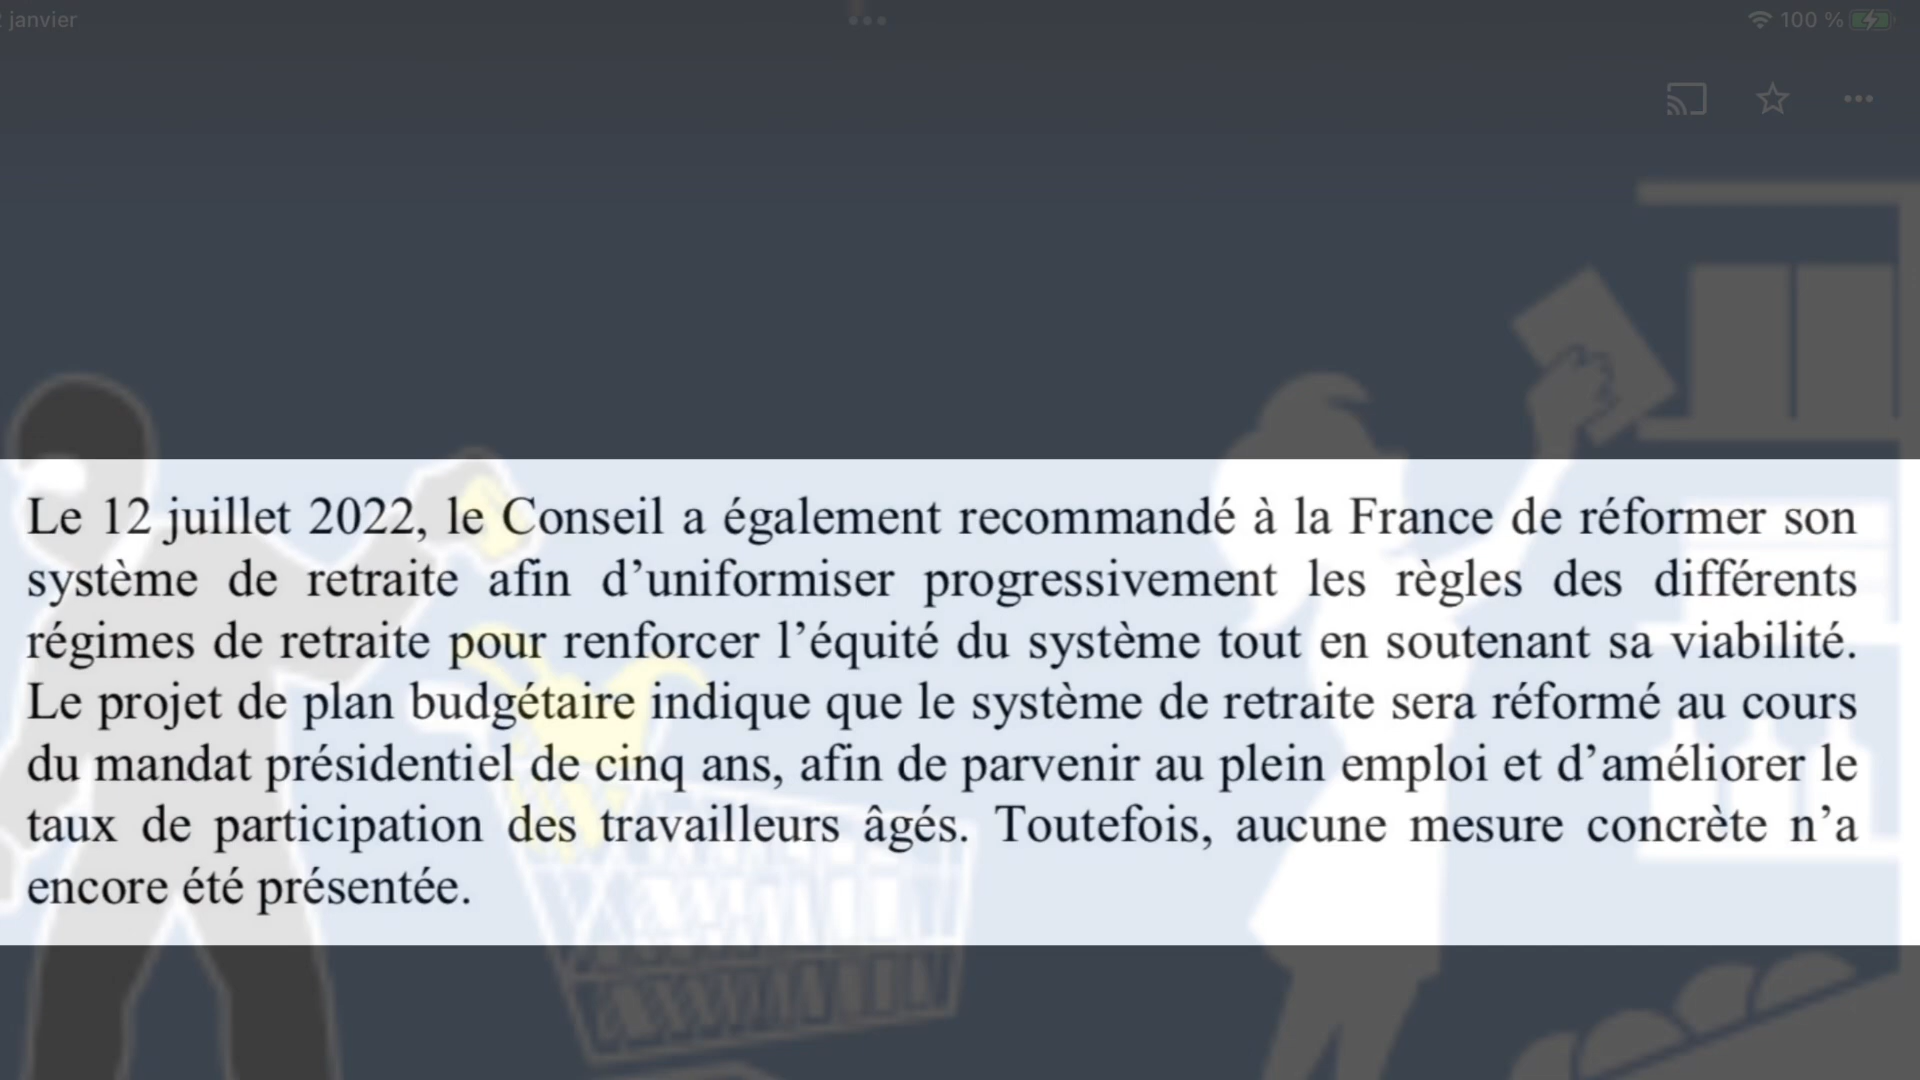 janvier
100 %
Le 12 juillet 2022, le Conseil a également recommandé à la France de réformer son
système de retraite afin d’uniformiser progressivement les règles des différents
régimes de retraite pour renforcer l’équité du système tout en soutenant sa viabilité.
Le projet de plan budgétaire indique que le système de retraite sera réformé au cours
du mandat présidentiel de cinq ans, afin de parvenir au plein emploi et d’améliorer le
taux de participation des travailleurs âgés. Toutefois, aucune mesure concrète n’a
encore été présentée.